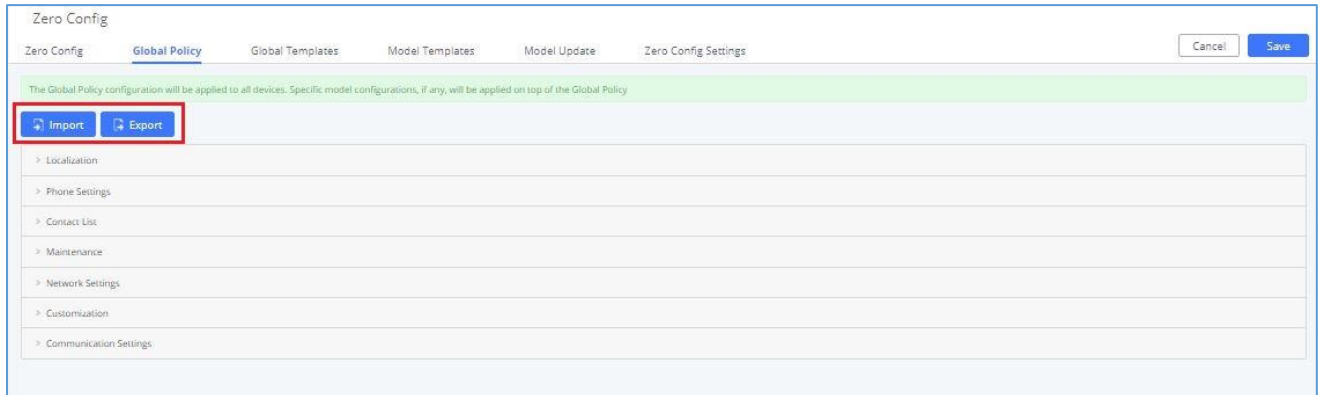 Zero Config
Zero Config Global Policy Global Templates Model Templates Model Update Zero Config Settings Cancel Save
The Global Policy configuration will be applied to all devices. Specific model configurations, if any, will be applied on top of the Global Policy
Import Export
> Localization
> Phone Settings
> Contact List
> Maintenance
> Network Settings
> Customization
> Communication Settings